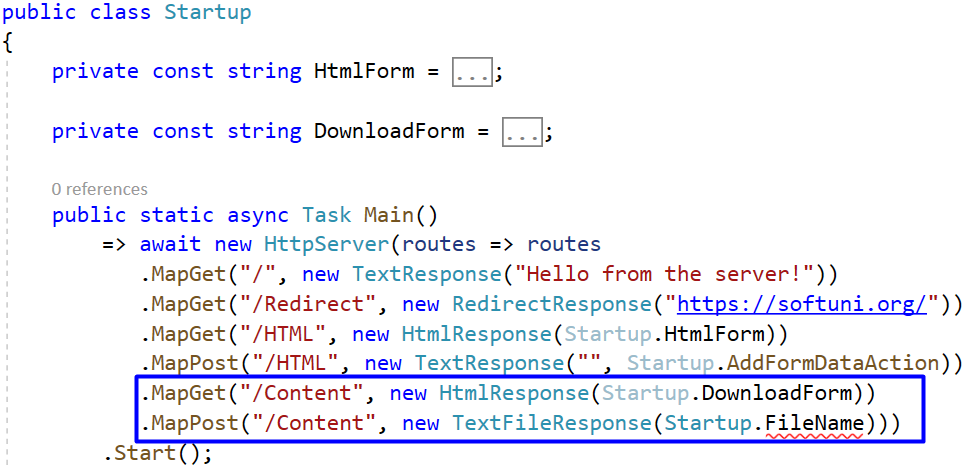 public class Startup
{
private const string HtmlForm = ...;
private const string DownloadForm = ...;
0 references
public static async Task Main()
=> await new HttpServer(routes => routes
.MapGet("/", new TextResponse("Hello from the server!"))
.MapGet("/Redirect", new RedirectResponse("https://softuni.org/"))
.MapGet("/HTML", new HtmlResponse(Startup.HtmlForm))
.MapPost("/HTML", new TextResponse("", Startup.AddFormDataAction))
.MapGet("/Content", new HtmlResponse(Startup.DownloadForm))
.MapPost("/Content", new TextFileResponse(Startup.FileName)))
.Start();